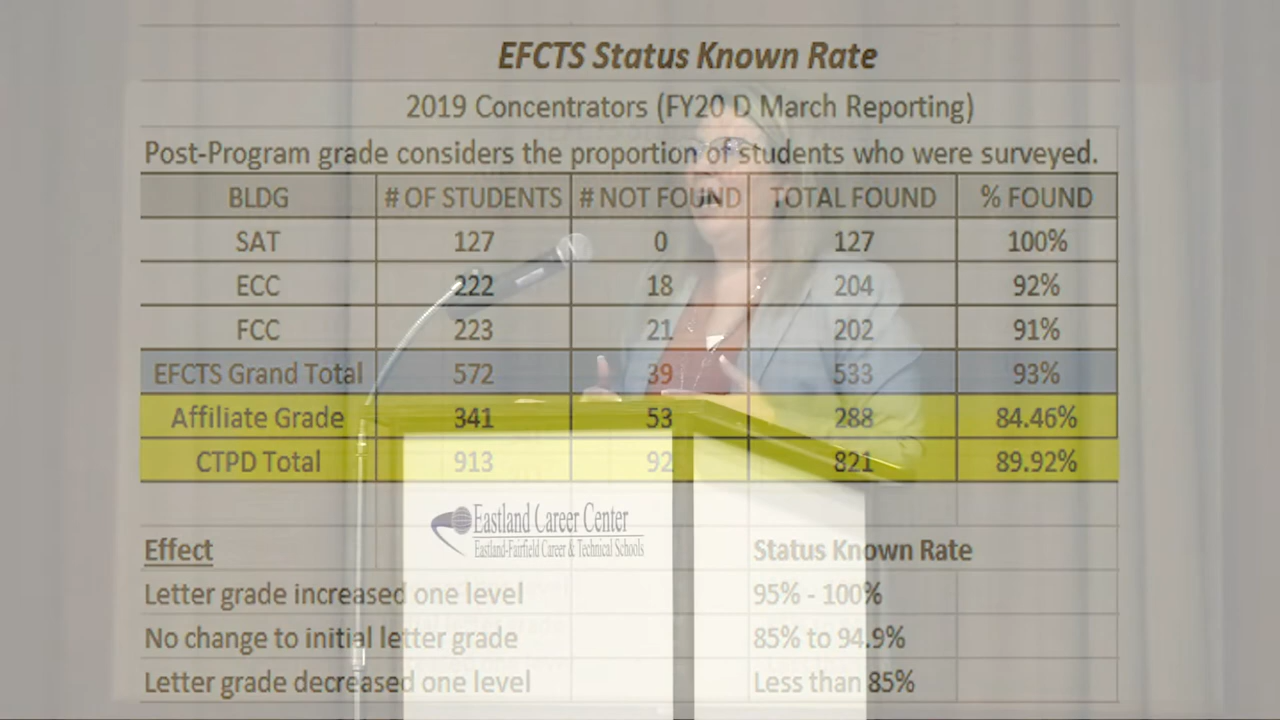 EFCTS Status Known Rate
2019 Concentrators (FY20 D March Reporting)
Post-Program grade considers the proportion of students who were surveyed.
BLDG # OF STUDENTS # NOT FOUND TOTAL FOUND % FOUND
SAT 127 0 127 100%
ECC 222 18 204 92%
FCC 223 21 202 91%
EFCTS Grand Total 572 39 533 93%
Affiliate Grade 341 53 288 84.46%
CTPD Total 913 92 821 89.92%
Eastland Career Center
Eastland-Fairfield Career & Technical Schools
Effect Status Known Rate
Letter grade increased one level 95% - 100%
No change to initial letter grade 85% to 94.9%
Letter grade decreased one level Less than 85%